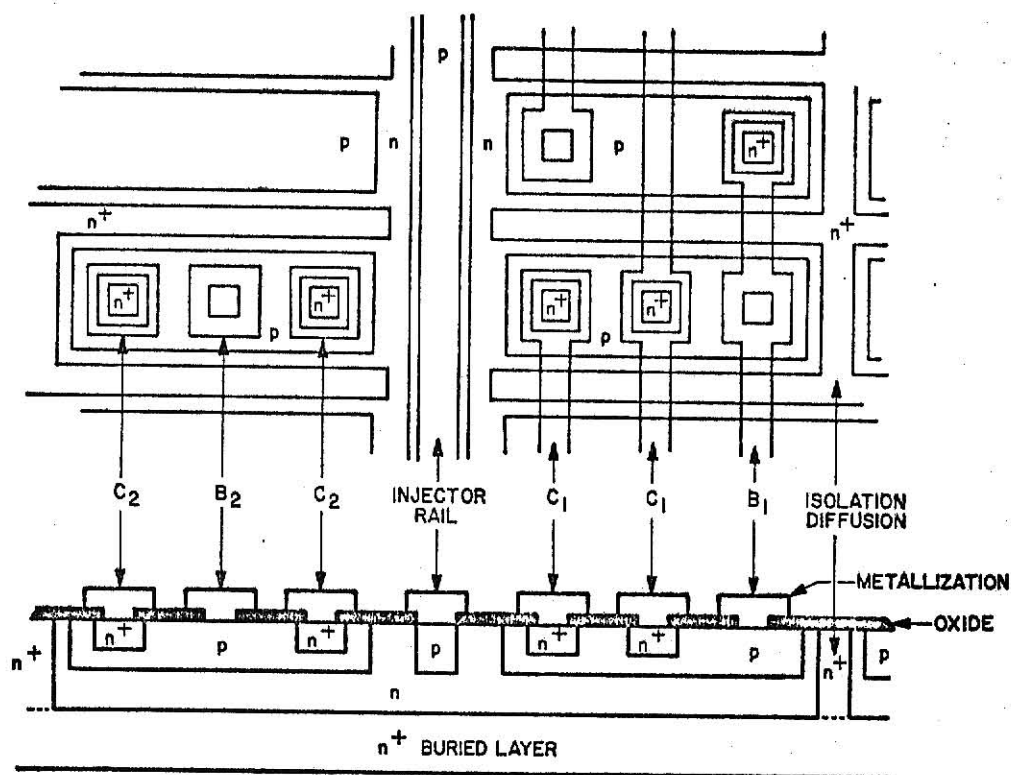 p
p n n p n+
n+ n+
n+ n+ n+ n+
p p
C2 B2 C2 INJECTOR RAIL C1 C1 B1 ISOLATION DIFFUSION
METALLIZATION
OXIDE
n+ n+ p n+ p n+ n+ p n+ p
n
n+ BURIED LAYER